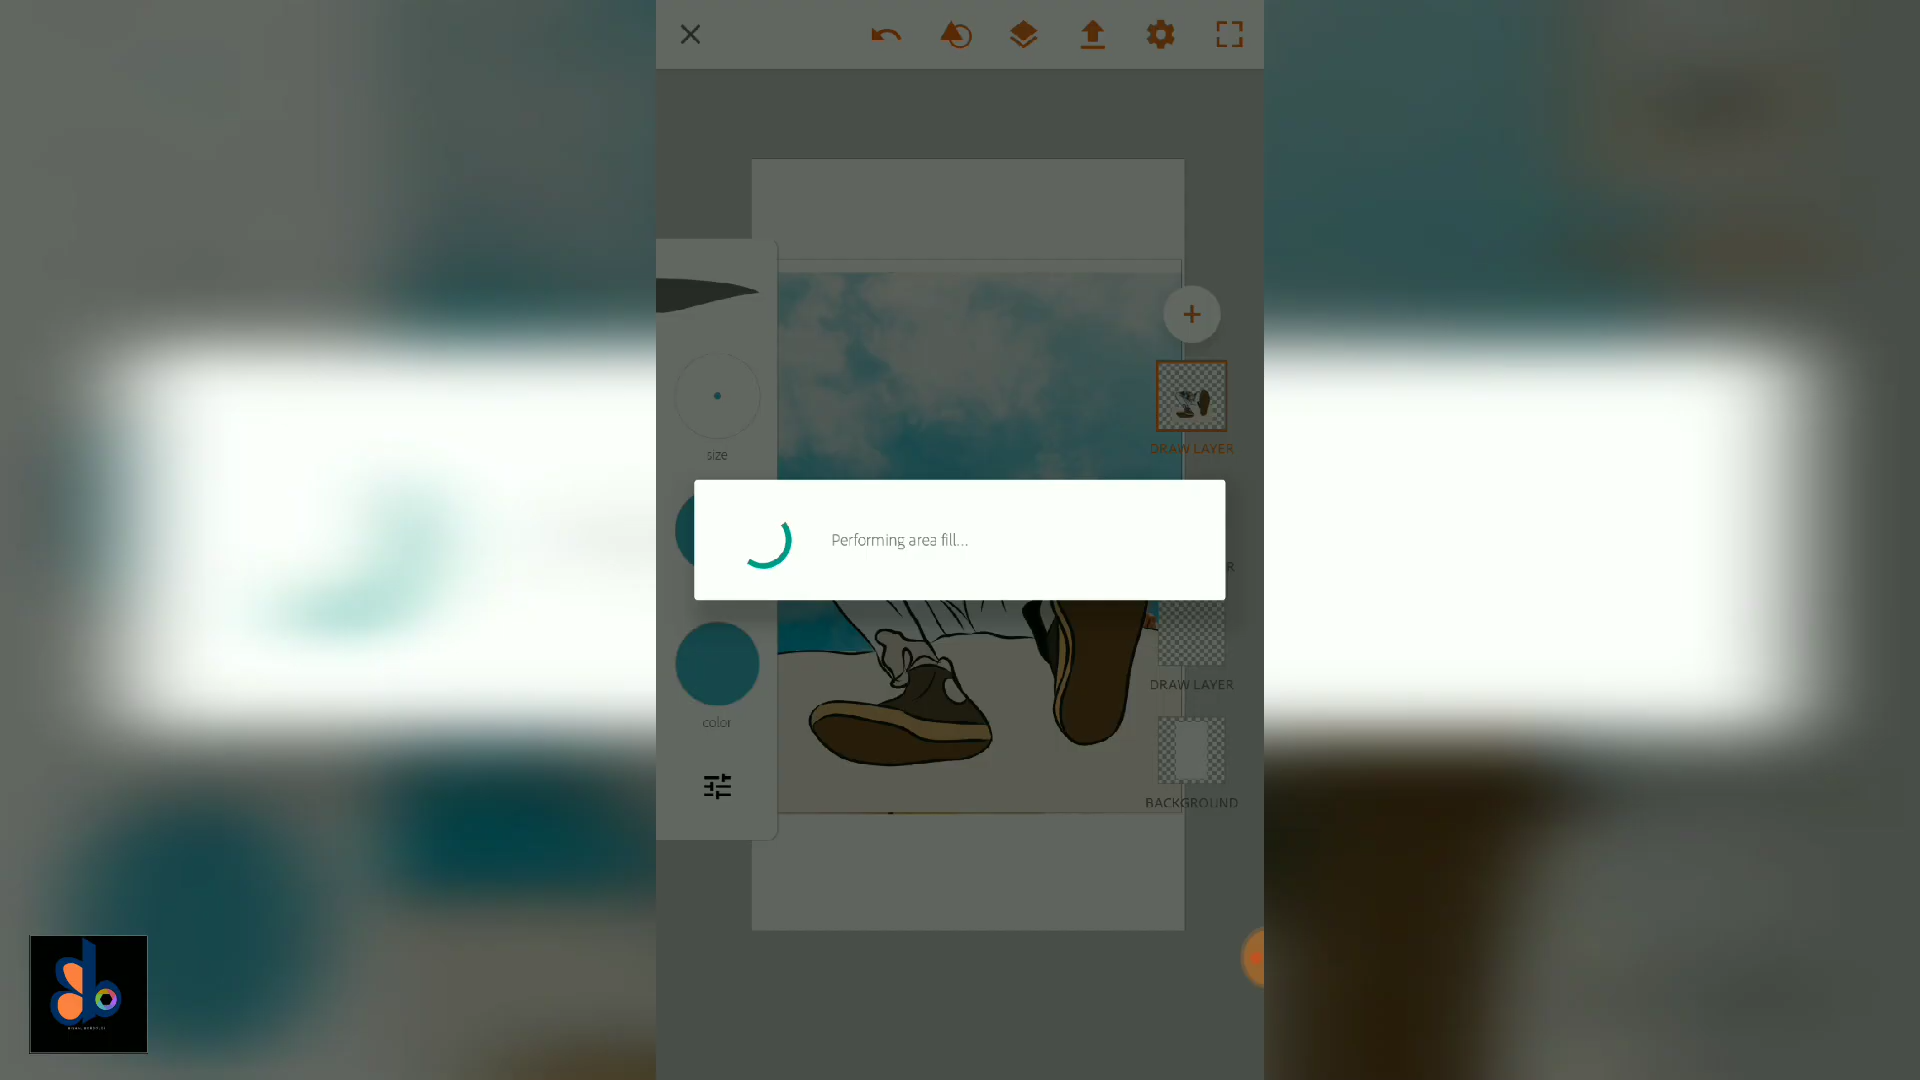 size
DRAW LAYER
Performing area fill...
R
DRAW LAYER
color
BACKGROUND